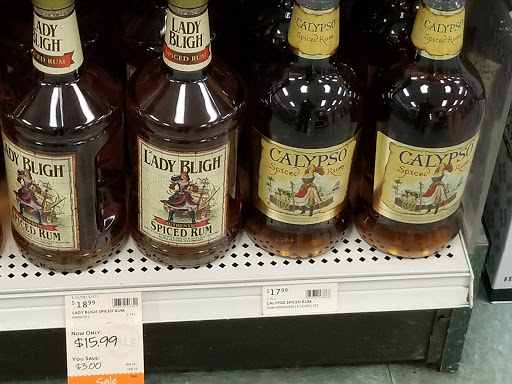 LADY
BLIGH
SPICED RUM
LADY
BLIGH
SPICED RUM
CALYPSO
Spiced Rum
CALYPSO
Spiced Rum
LADY BLIGH
SPICED RUM
LADY BLIGH
SPICED RUM
CALYPSO
Spiced Rum
CALYPSO
Spiced Rum
$18.99
LADY BLIGH SPICED RUM
NOW ONLY:
$15.99
YOU SAVE:
$3.00
Sale
$17.99
CALYPSO SPICED RUM